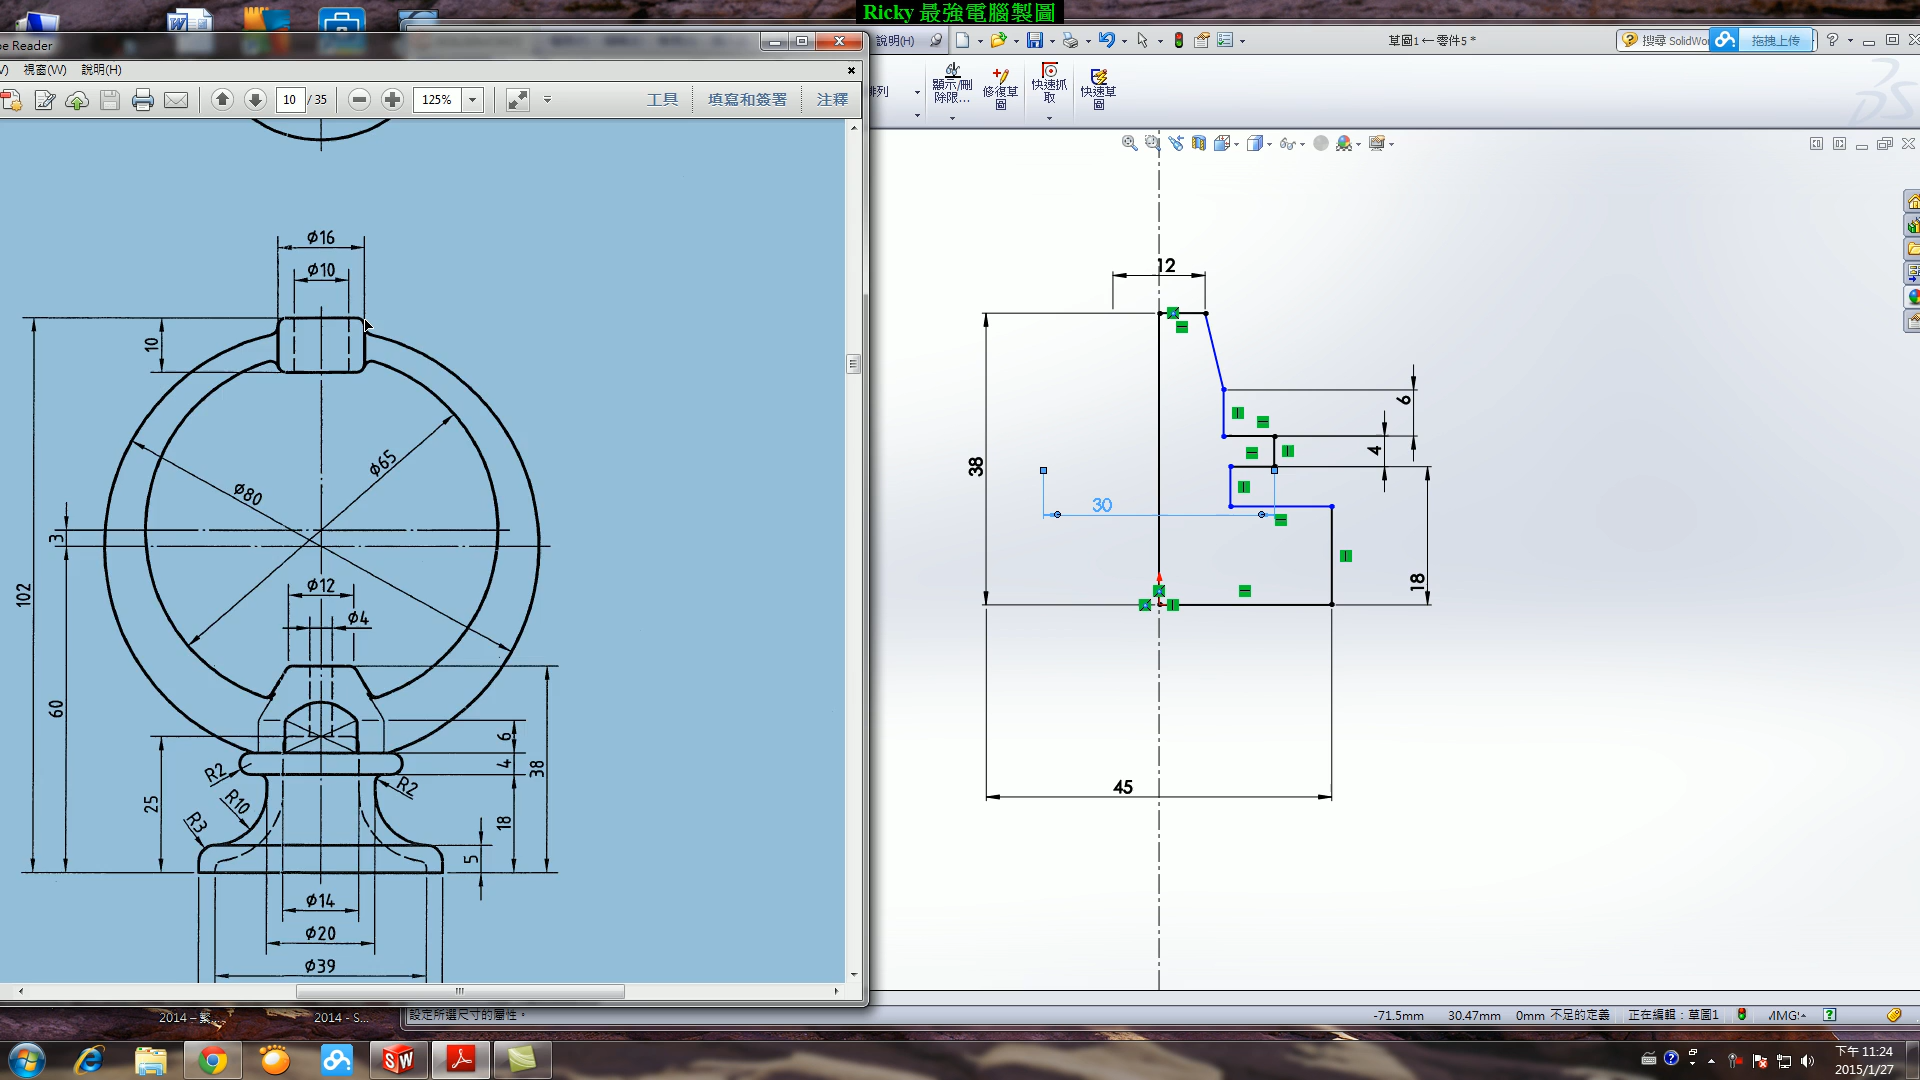 Ricky 最強電腦製圖
be Reader
視窗(W) 說明(H)
10 / 35
125%
工具
填寫和簽署
注釋
說明(H)
草圖1 ← 零件5 *
搜尋 SolidWor
拖拽上传
排列
顯示/刪
除限...
修復草
圖
快速抓
取
快速草
圖
ϕ16
ϕ10
10
ϕ65
ϕ80
3
102
ϕ12
ϕ4
60
6
4
38
R2
R2
R10
25
R3
18
5
ϕ14
ϕ20
ϕ39
12
6
4
38
30
18
45
2014 – 繁...
2014 - S...
設定所選尺寸的屬性。
-71.5mm
30.47mm
0mm 不足的定義
正在編輯：草圖1
下午 11:24
2015/1/27